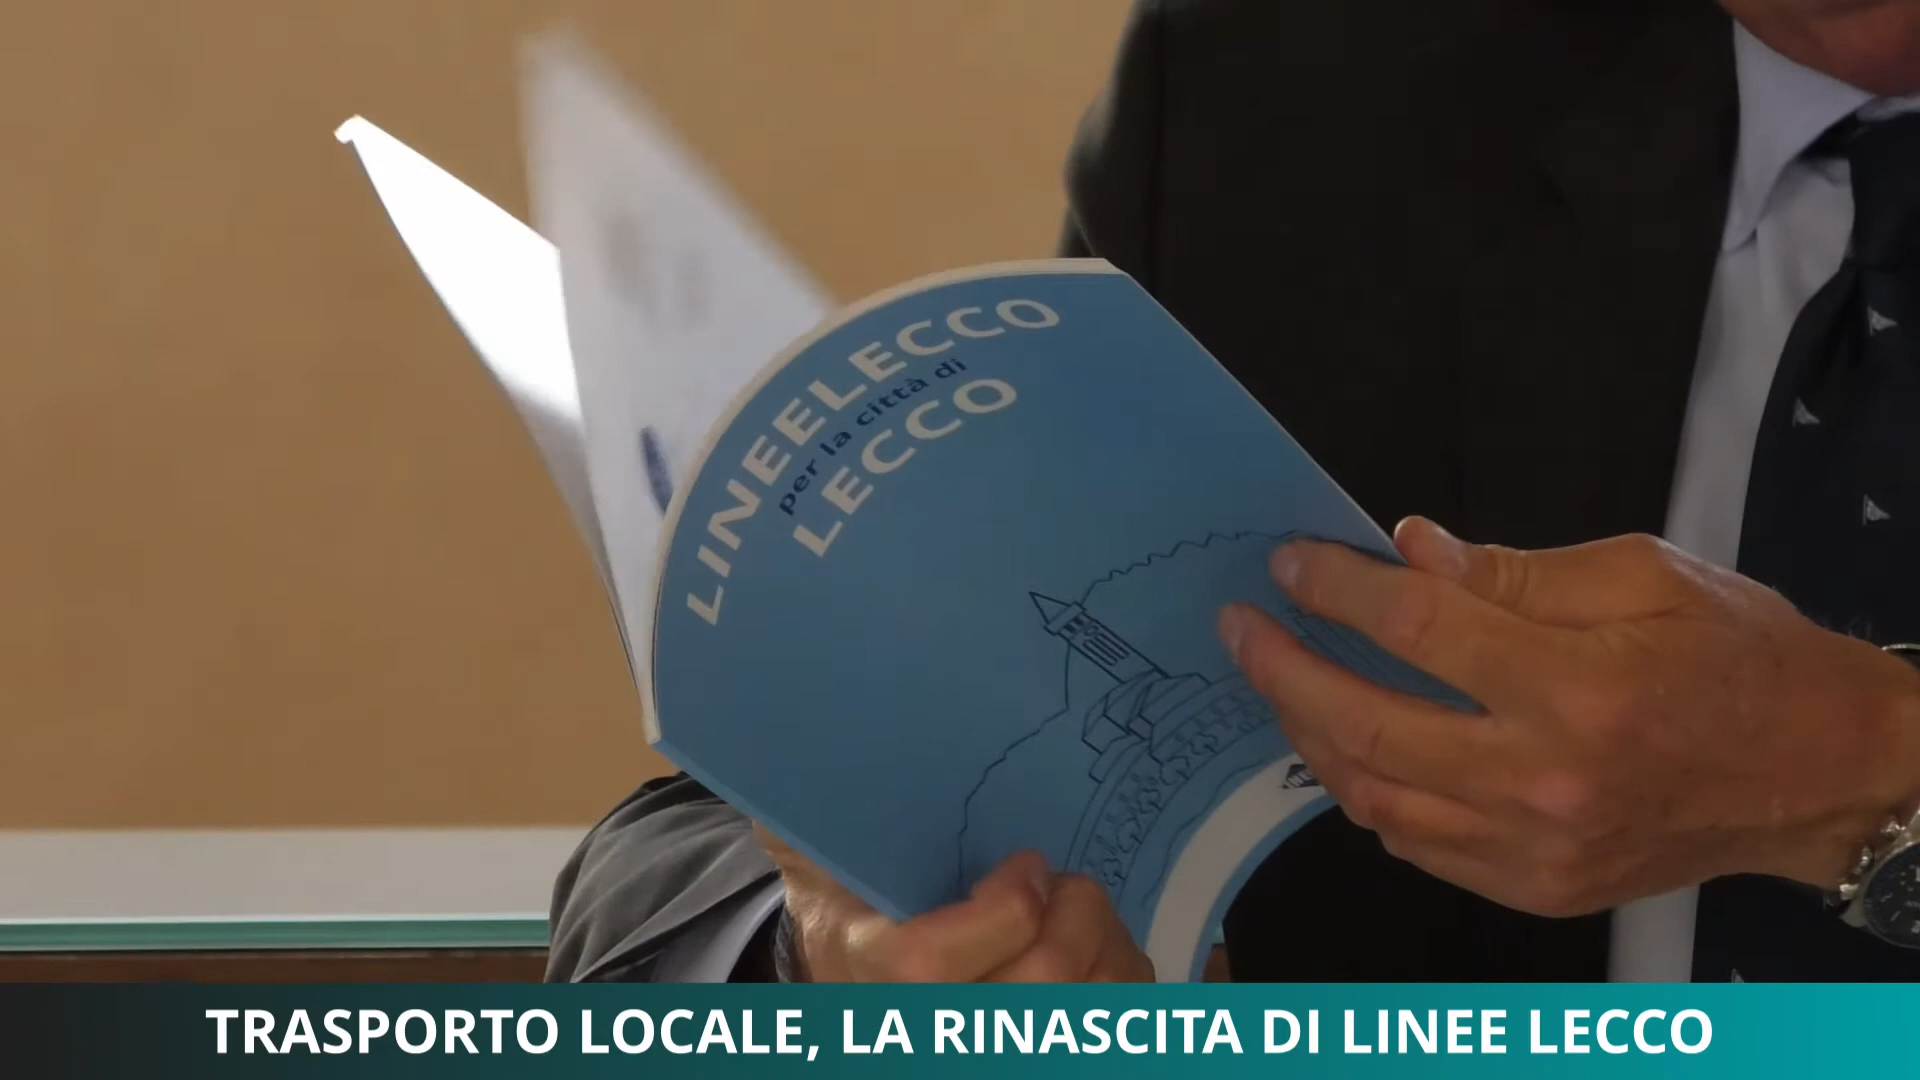 LINEELECCO
per la città di
LECCO
TRASPORTO LOCALE, LA RINASCITA DI LINEE LECCO